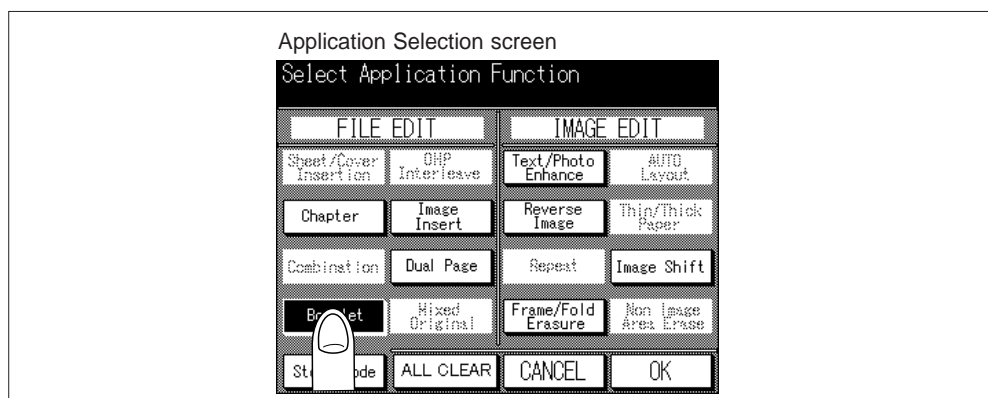 Application Selection screen
Select Application Function
FILE EDIT
IMAGE EDIT
Sheet/Cover
Insertion
OHP
Interleave
Text/Photo
Enhance
AUTO
Layout
Chapter
Image
Insert
Reverse
Image
Thin/Thick
Paper
Combination
Dual Page
Repeat
Image Shift
Mixed
Original
Frame/Fold
Erasure
Non Image
Area Erase
ALL CLEAR
CANCEL
OK